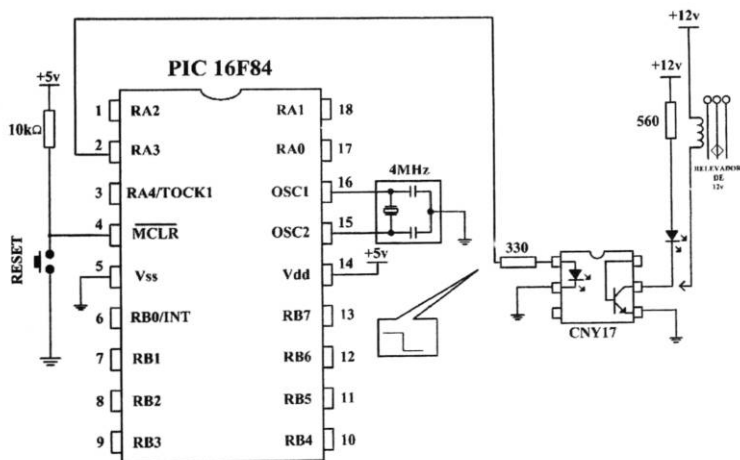 PIC 16F84
+5v
10kΩ
RESET
1 RA2
2 RA3
3 RA4/TOCK1
4 MCLR
5 Vss
6 RB0/INT
7 RB1
8 RB2
9 RB3
RA1 18
RA0 17
OSC1 16
OSC2 15
Vdd 14
RB7 13
RB6 12
RB5 11
RB4 10
4MHz
+5v
330
CNY17
+12v
560
+12v
RELEVADOR
DE
12v